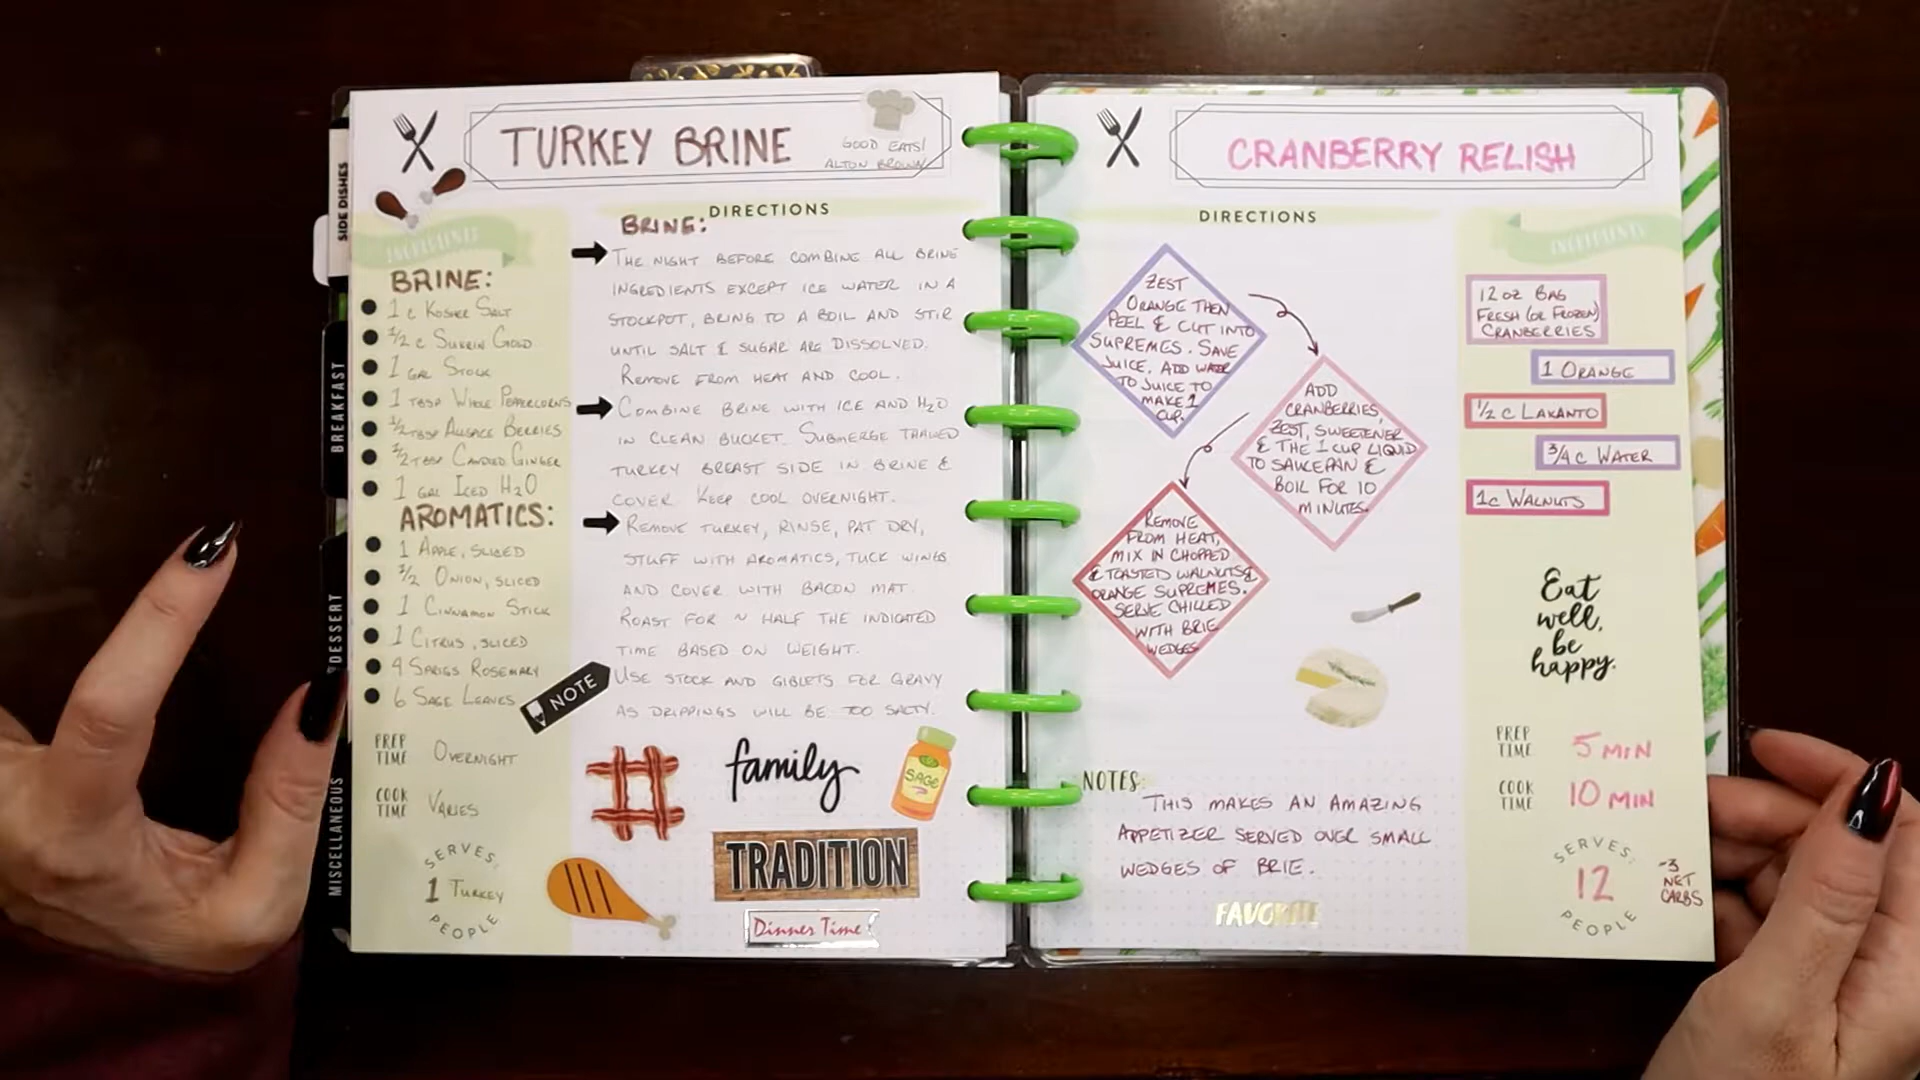 SIDE DISHES
BREAKFAST
DESSERT
MISCELLANEOUS
TURKEY BRINE
GOOD EATS/
ALTON BROWN
INGREDIENTS
BRINE:
1 c KOSHER SALT
1/2 c SUKRIN GOLD
1 GAL STOCK
1 TBSP WHOLE PEPPERCORNS
1/2 TBSP ALLSPICE BERRIES
1/2 TBSP CANDIED GINGER
1 GAL ICED H2O
AROMATICS:
1 APPLE, SLICED
1/2 ONION, SLICED
1 CINNAMON STICK
1 CITRUS, SLICED
4 SPRIGS ROSEMARY
6 SAGE LEAVES
PREP
TIME
OVERNIGHT
COOK
TIME
VARIES
SERVES:
1 TURKEY
PEOPLE
DIRECTIONS
BRINE:
THE NIGHT BEFORE COMBINE ALL BRINE
INGREDIENTS EXCEPT ICE WATER IN A
STOCKPOT, BRING TO A BOIL AND STIR
UNTIL SALT & SUGAR ARE DISSOLVED.
REMOVE FROM HEAT AND COOL.
COMBINE BRINE WITH ICE AND H2O
IN CLEAN BUCKET. SUBMERGE THAWED
TURKEY BREAST SIDE IN BRINE &
COVER KEEP COOL OVERNIGHT.
REMOVE TURKEY, RINSE, PAT DRY,
STUFF WITH AROMATICS, TUCK WINGS
AND COVER WITH BACON MAT.
ROAST FOR ~ HALF THE INDICATED
TIME BASED ON WEIGHT.
NOTE
USE STOCK AND GIBLETS FOR GRAVY
AS DRIPPINGS WILL BE TOO SALTY.
family
SAGE
TRADITION
Dinner Time
CRANBERRY RELISH
DIRECTIONS
ZEST
ORANGE THEN
PEEL & CUT INTO
SUPREMES. SAVE
JUICE, ADD WATER
TO JUICE TO
MAKE 1
CUP.
ADD
CRANBERRIES,
ZEST, SWEETENER
& THE 1 CUP LIQUID
TO SAUCEPAN &
BOIL FOR 10
MINUTES.
REMOVE
FROM HEAT,
MIX IN CHOPPED
& TOASTED WALNUTS &
ORANGE SUPREMES.
SERVE CHILLED
WITH BRIE
WEDGES
NOTES:
THIS MAKES AN AMAZING
APPETIZER SERVED OVER SMALL
WEDGES OF BRIE.
FAVORITE
INGREDIENTS
12 OZ BAG
FRESH (OR FROZEN)
CRANBERRIES
1 ORANGE
1/2 C LAKANTO
3/4 C WATER
1C WALNUTS
Eat
well,
be
happy.
PREP
TIME
5 MIN
COOK
TIME
10 MIN
SERVES:
12
PEOPLE
~3
NET
CARBS